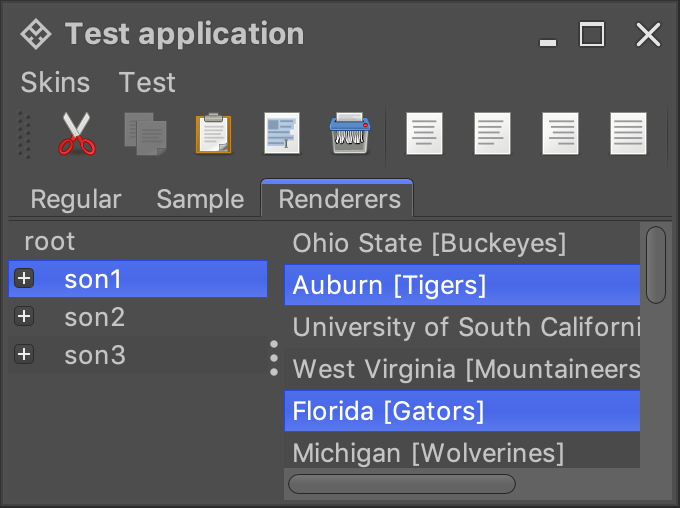 Test application
Skins Test
Regular Sample Renderers
root
son1
son2
son3
Ohio State [Buckeyes]
Auburn [Tigers]
University of South Californi
West Virginia [Mountaineers
Florida [Gators]
Michigan [Wolverines]